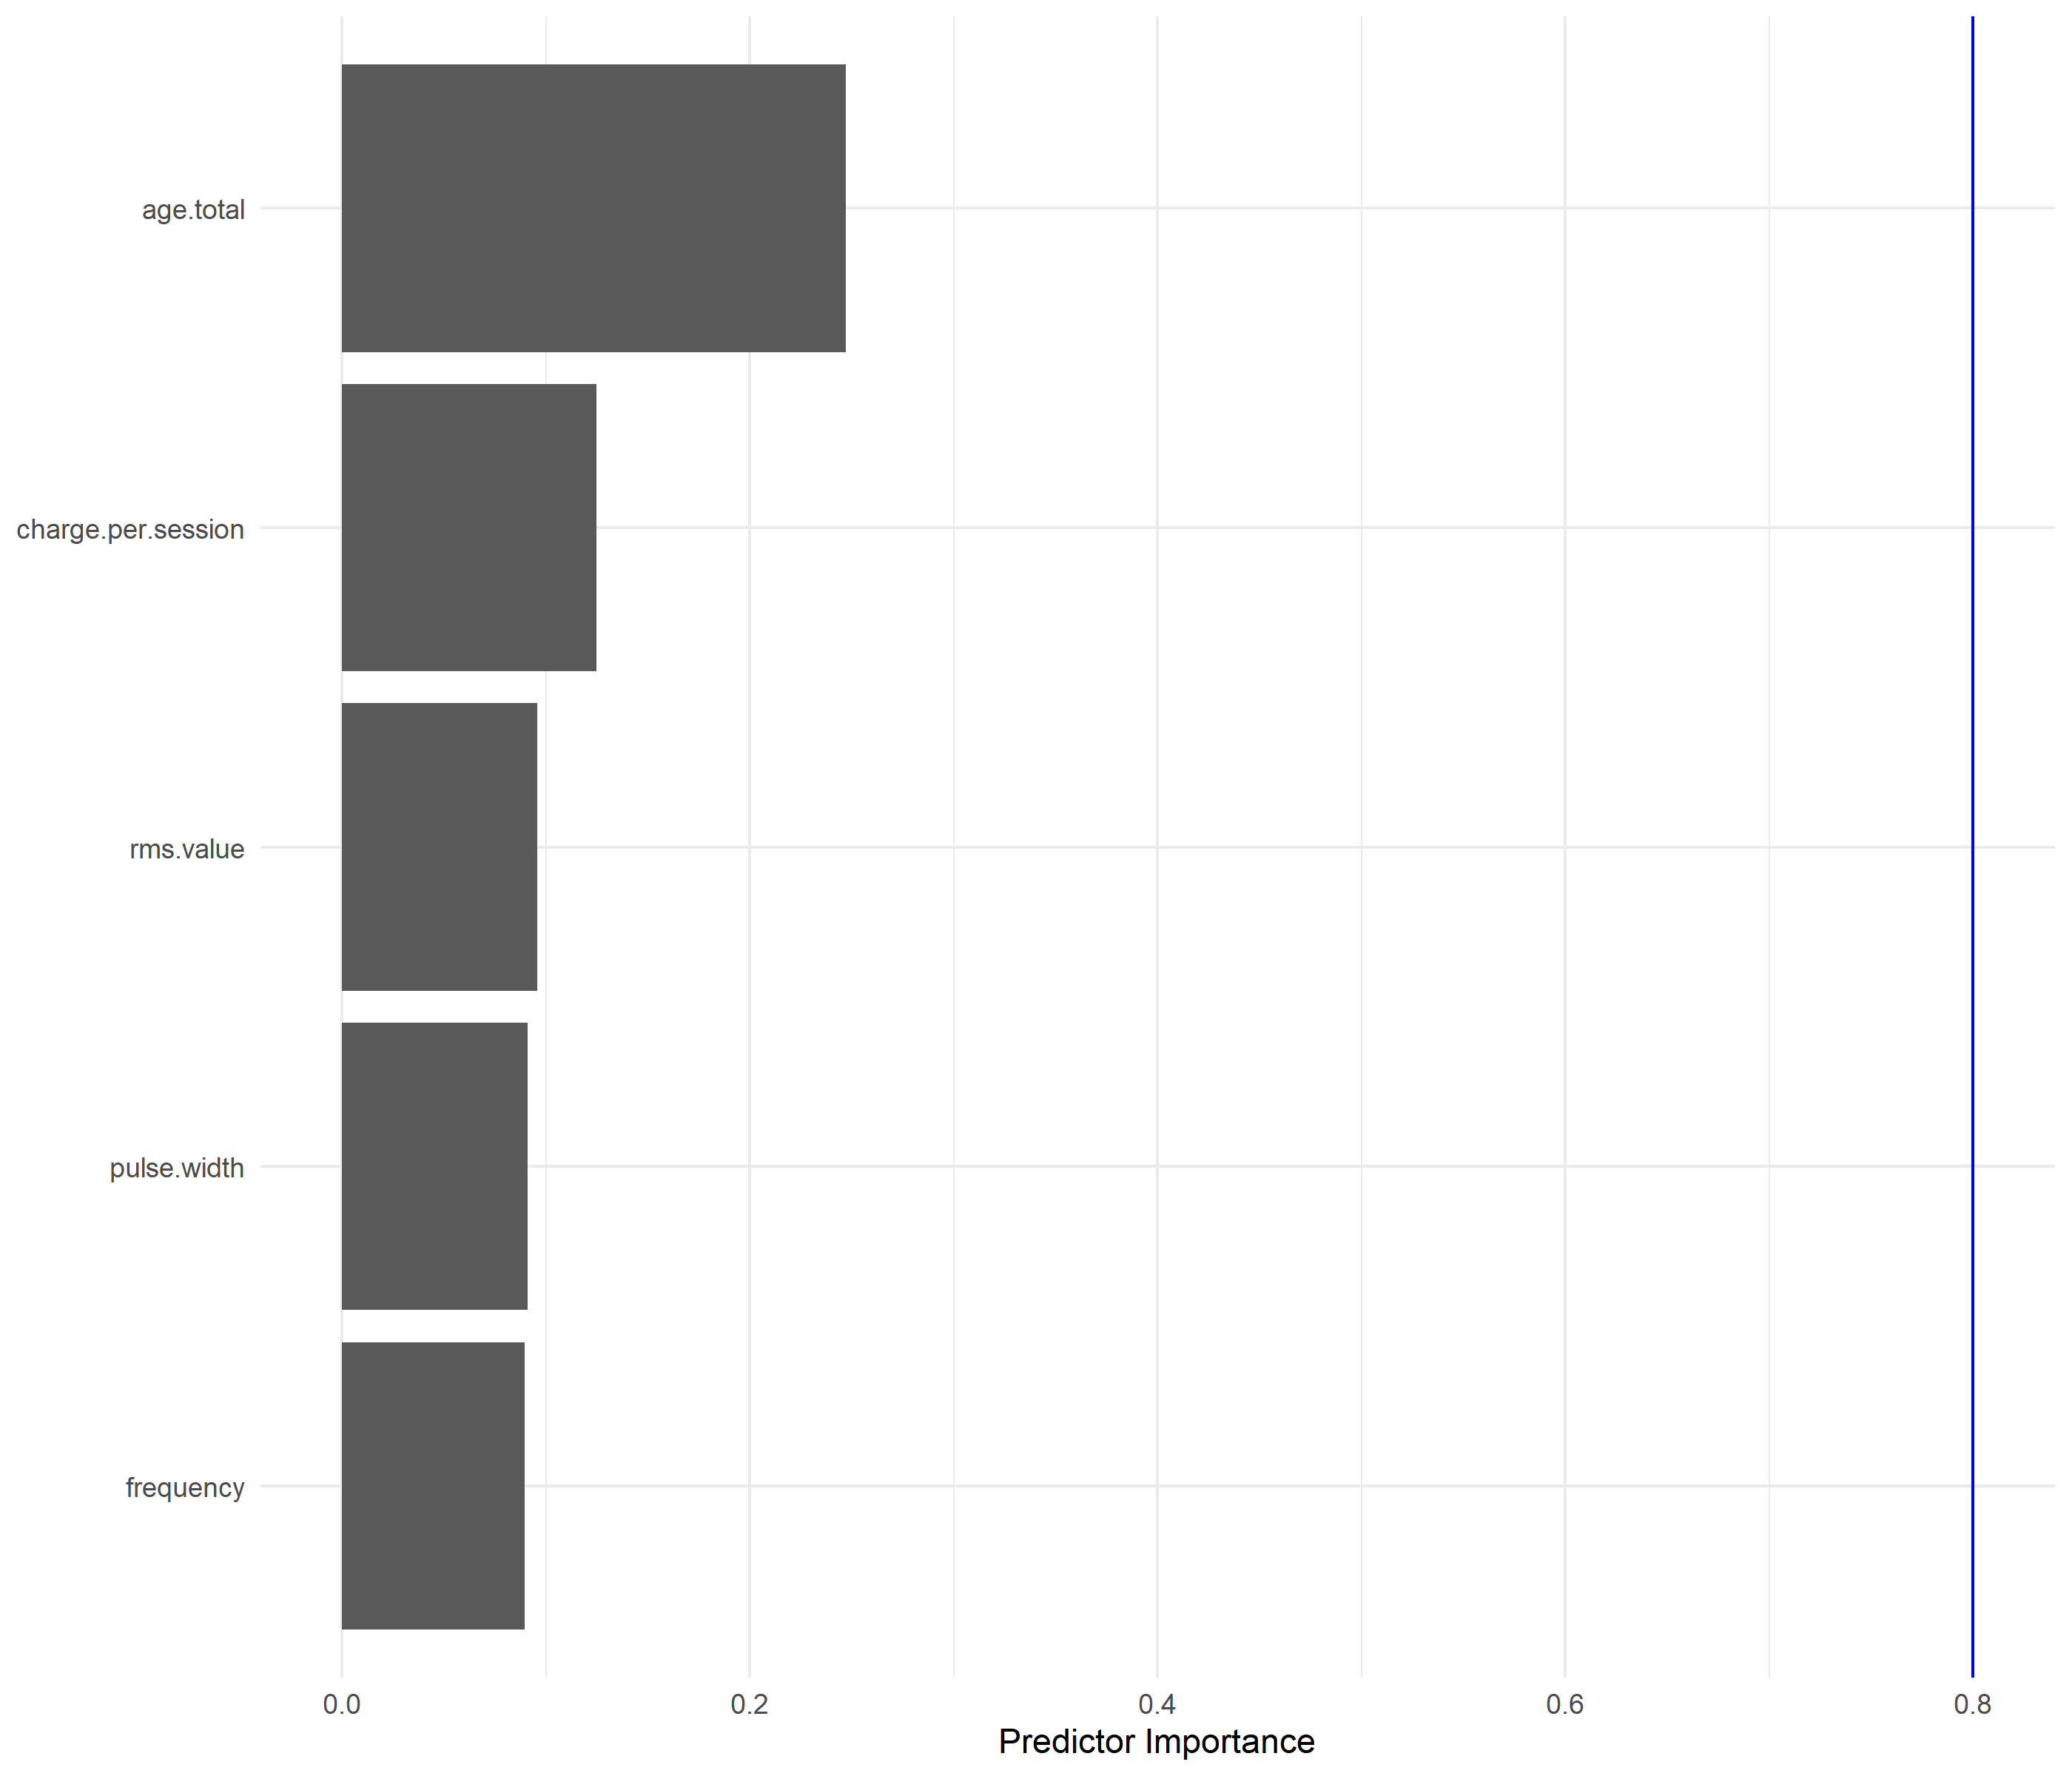 age.total
charge.per.session
rms.value
pulse.width
frequency
0.0 0.2 0.4 0.6 0.8
Predictor Importance